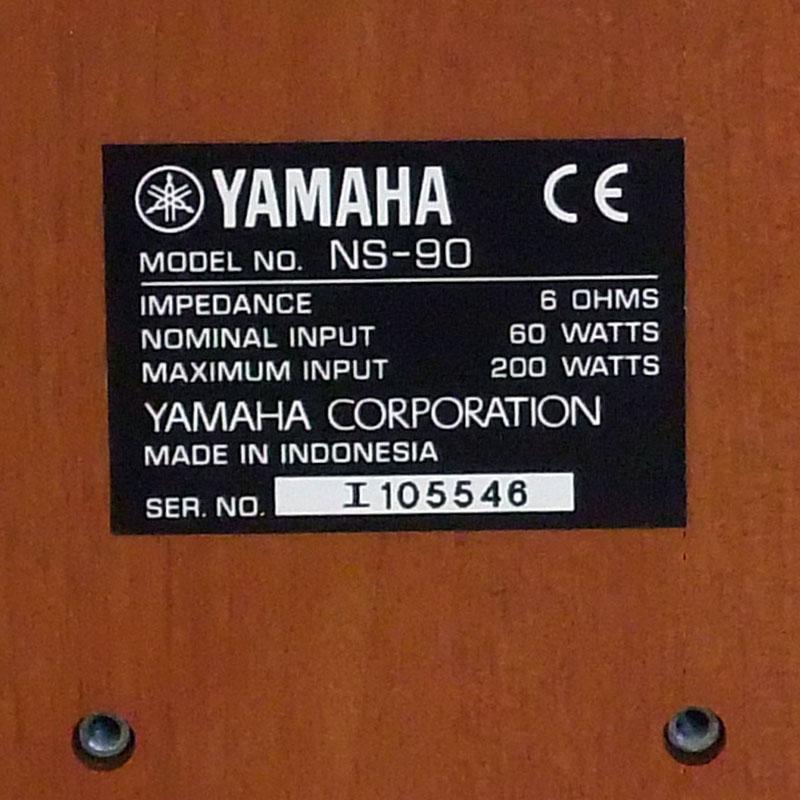 YAMAHA CE
MODEL NO. NS-90
IMPEDANCE 6 OHMS
NOMINAL INPUT 60 WATTS
MAXIMUM INPUT 200 WATTS
YAMAHA CORPORATION
MADE IN INDONESIA
SER. NO. I105546